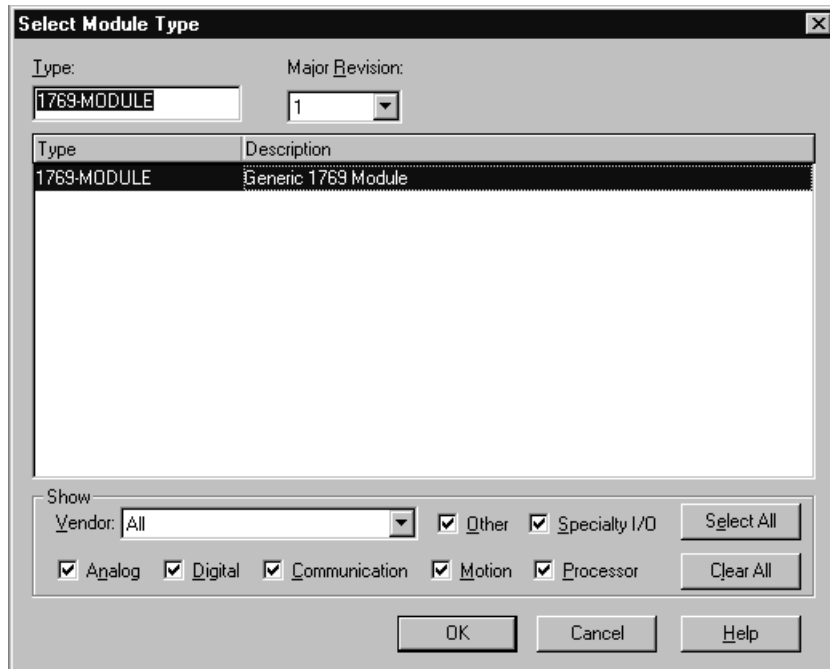 Select Module Type
Type: Major Revision:
1769-MODULE 1
Type Description
1769-MODULE Generic 1769 Module
Show
Vendor: All Other Specialty I/O Select All
Analog Digital Communication Motion Processor Clear All
OK Cancel Help